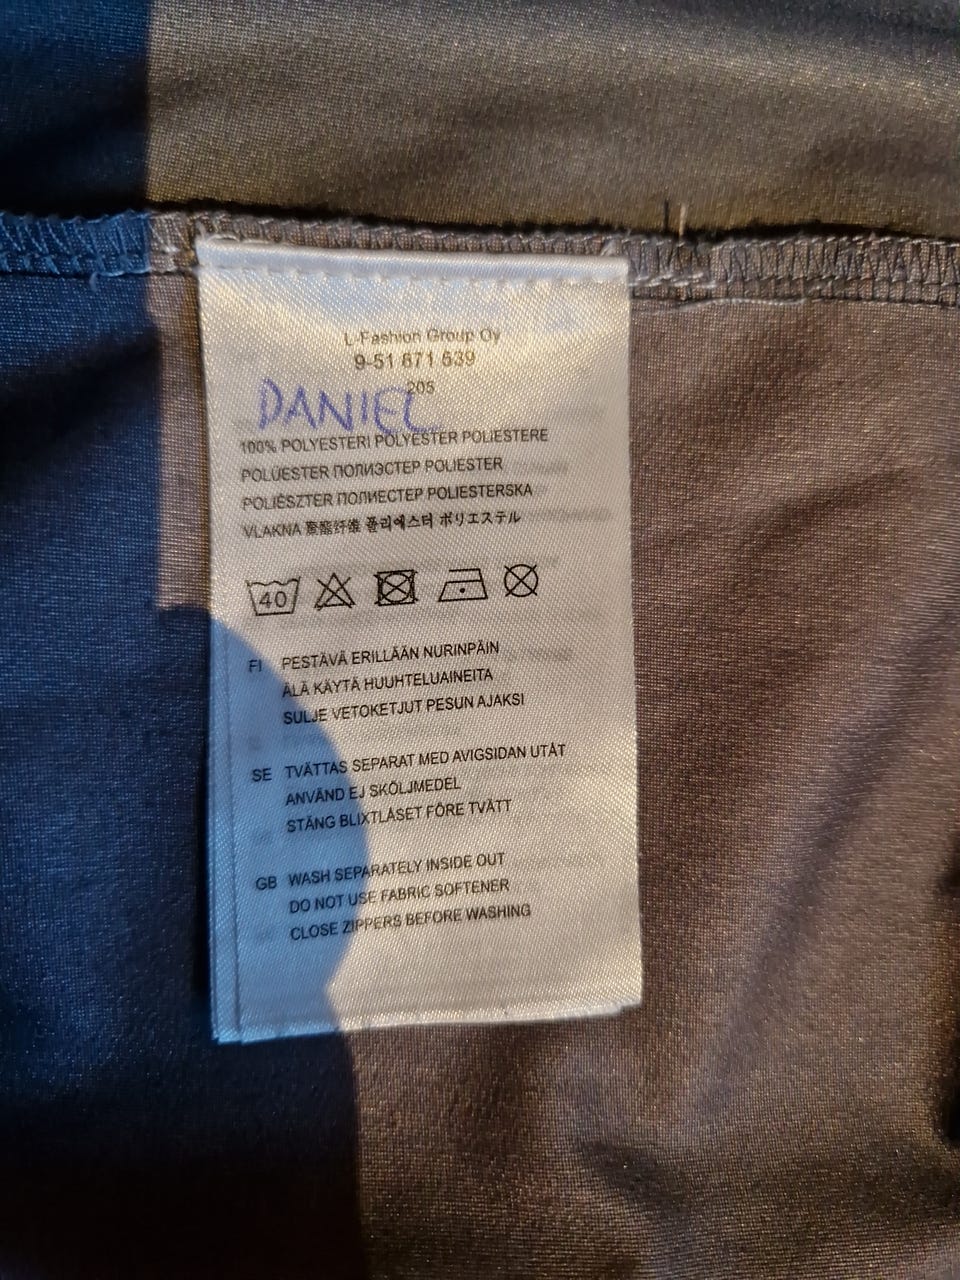 L-Fashion Group Oy
9-51 871 639
205
DANIEL
100% POLYESTERI POLYESTER POLIESTERE
POLÜESTER ПОЛИЭСТЕР POLIESTER
POLIÉSZTER ПОЛИЕСТЕР POLIESTERSKA
VLAKNA 聚酯纤维 폴리에스터 ポリエステル
40
FI PESTÄVÄ ERILLÄÄN NURINPÄIN
ÄLÄ KÄYTÄ HUUHTELUAINEITA
SULJE VETOKETJUT PESUN AJAKSI
SE TVÄTTAS SEPARAT MED AVIGSIDAN UTÅT
ANVÄND EJ SKÖLJMEDEL
STÄNG BLIXTLÅSET FÖRE TVÄTT
GB WASH SEPARATELY INSIDE OUT
DO NOT USE FABRIC SOFTENER
CLOSE ZIPPERS BEFORE WASHING